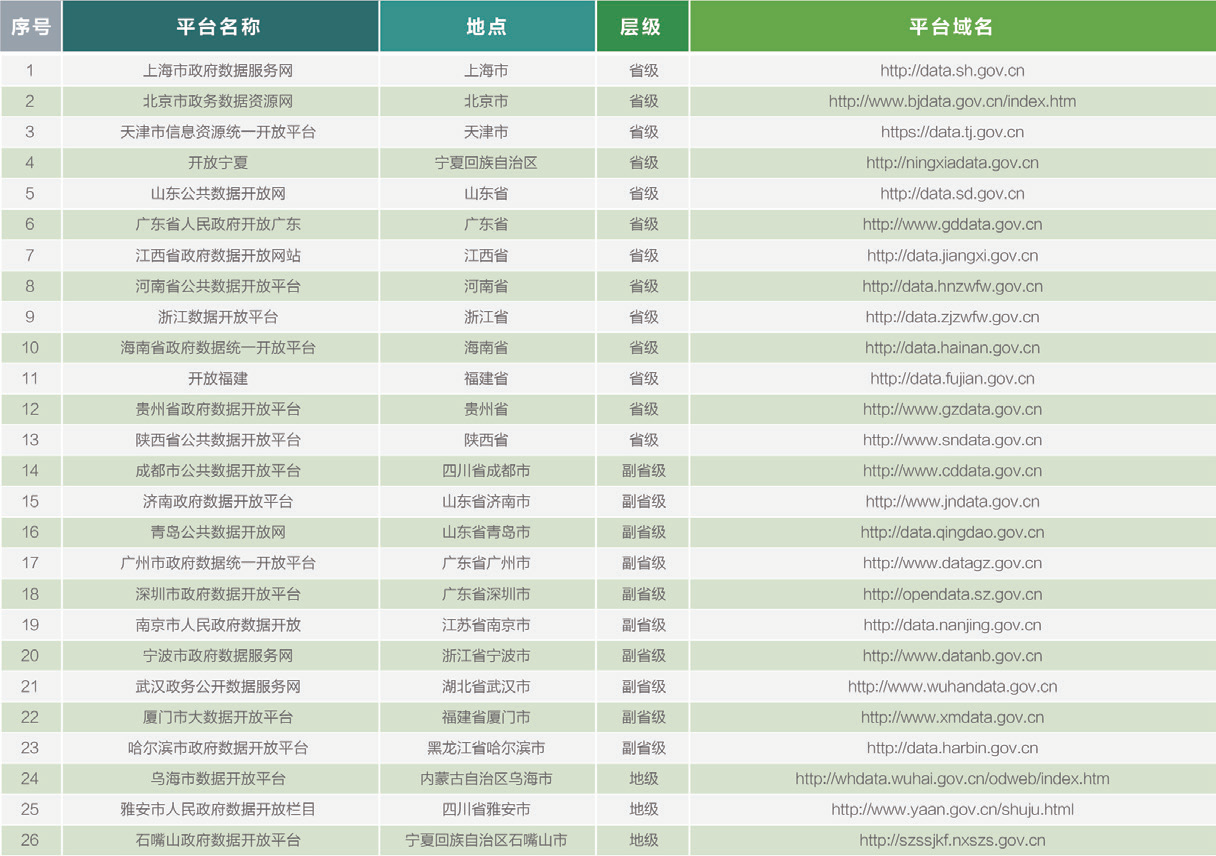 序号 平台名称 地点 层级 平台域名
1 上海市政府数据服务网 上海市 省级 http://data.sh.gov.cn
2 北京市政务数据资源网 北京市 省级 http://www.bjdata.gov.cn/index.htm
3 天津市信息资源统一开放平台 天津市 省级 https://data.tj.gov.cn
4 开放宁夏 宁夏回族自治区 省级 http://ningxiadata.gov.cn
5 山东公共数据开放网 山东省 省级 http://data.sd.gov.cn
6 广东省人民政府开放广东 广东省 省级 http://www.gddata.gov.cn
7 江西省政府数据开放网站 江西省 省级 http://data.jiangxi.gov.cn
8 河南省公共数据开放平台 河南省 省级 http://data.hnzwfw.gov.cn
9 浙江数据开放平台 浙江省 省级 http://data.zjzwfw.gov.cn
10 海南省政府数据统一开放平台 海南省 省级 http://data.hainan.gov.cn
11 开放福建 福建省 省级 http://data.fujian.gov.cn
12 贵州省政府数据开放平台 贵州省 省级 http://www.gzdata.gov.cn
13 陕西省公共数据开放平台 陕西省 省级 http://www.sndata.gov.cn
14 成都市公共数据开放平台 四川省成都市 副省级 http://www.cddata.gov.cn
15 济南政府数据开放平台 山东省济南市 副省级 http://www.jndata.gov.cn
16 青岛公共数据开放网 山东省青岛市 副省级 http://data.qingdao.gov.cn
17 广州市政府数据统一开放平台 广东省广州市 副省级 http://www.datagz.gov.cn
18 深圳市政府数据开放平台 广东省深圳市 副省级 http://opendata.sz.gov.cn
19 南京市人民政府数据开放 江苏省南京市 副省级 http://data.nanjing.gov.cn
20 宁波市政府数据服务网 浙江省宁波市 副省级 http://www.datanb.gov.cn
21 武汉政务公开数据服务网 湖北省武汉市 副省级 http://www.wuhandata.gov.cn
22 厦门市大数据开放平台 福建省厦门市 副省级 http://www.xmdata.gov.cn
23 哈尔滨市政府数据开放平台 黑龙江省哈尔滨市 副省级 http://data.harbin.gov.cn
24 乌海市数据开放平台 内蒙古自治区乌海市 地级 http://whdata.wuhai.gov.cn/odweb/index.htm
25 雅安市人民政府数据开放栏目 四川省雅安市 地级 http://www.yaan.gov.cn/shuju.html
26 石嘴山政府数据开放平台 宁夏回族自治区石嘴山市 地级 http://szssjkf.nxszs.gov.cn